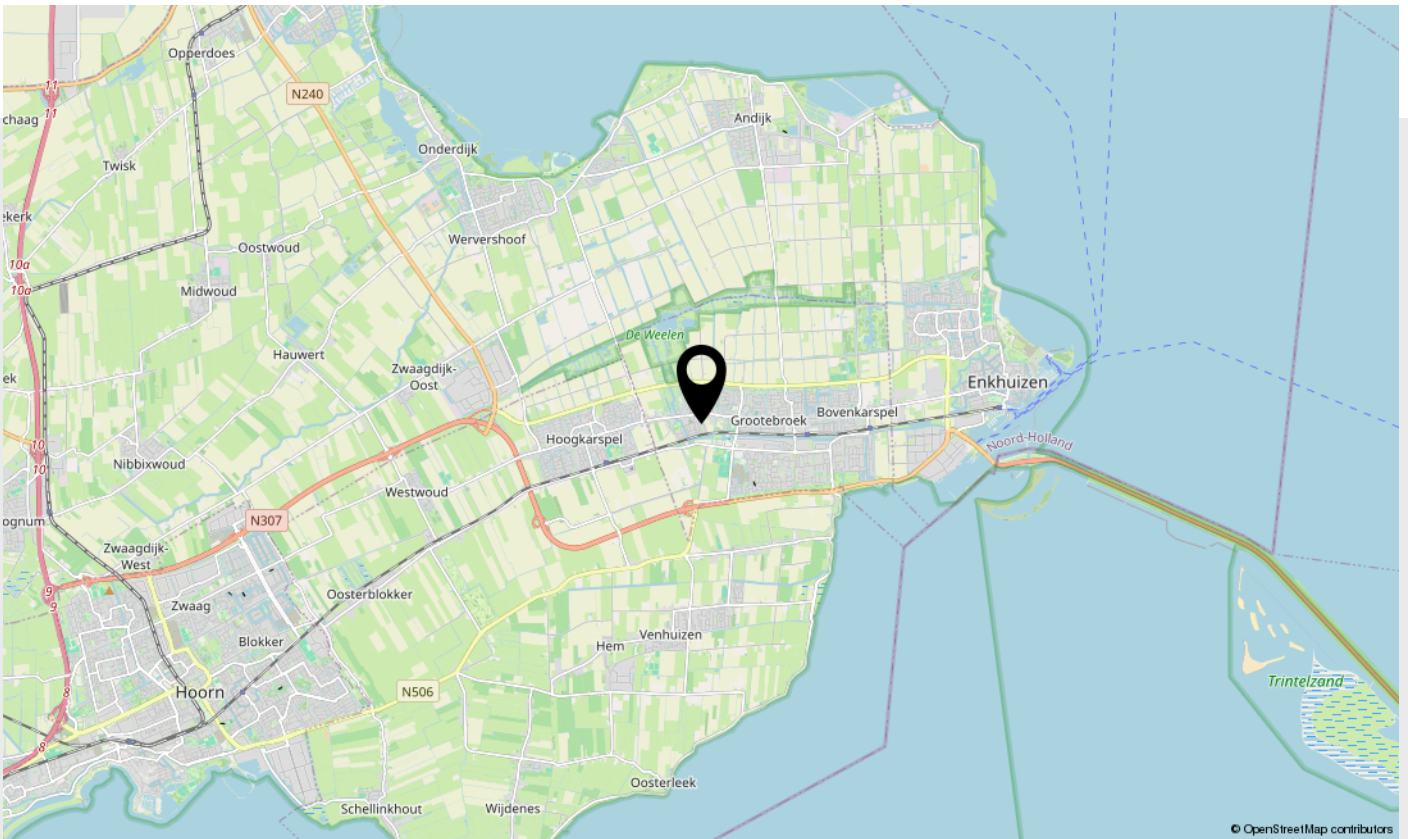 Opperdoes
11
N240
11
chaag
Andijk
Onderdijk
Twisk
ekerk
Wervershoof
Oostwoud
10a
10a
Midwoud
De Weelen
Hauwert
Zwaagdijk-
Oost
ek
Enkhuizen
Bovenkarspel
Grootebroek
Hoogkarspel
Noord-Holland
10
10
Nibbixwoud
Westwoud
ognum
N307
Zwaagdijk-
West
9
9
Zwaag
Oosterblokker
Blokker
Venhuizen
Hem
Trintelzand
8
Hoorn
N506
8
Oosterleek
Schellinkhout
Wijdenes
© OpenStreetMap contributors